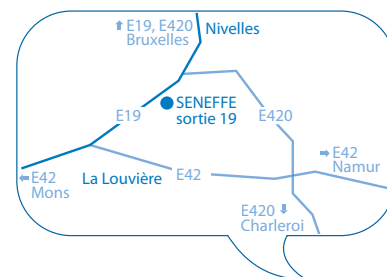 ↑ E19, E420
Bruxelles
Nivelles
SENEFFE
sortie 19
E19
E420
→ E42
Namur
← E42
Mons
La Louvière
E42
E420 ↓
Charleroi